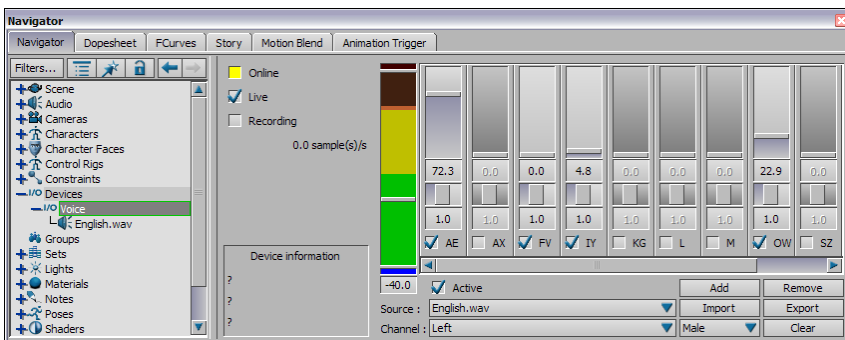 Navigator
Navigator Dopesheet FCurves Story Motion Blend Animation Trigger
Filters...
Scene
Audio
Cameras
Characters
Character Faces
Control Rigs
Constraints
I/O Devices
I/O Voice
English.wav
Groups
Sets
Lights
Materials
Notes
Poses
Shaders
Online
Live
Recording
0.0 sample(s)/s
Device information
?
?
?
72.3 0.0 0.0 4.8 0.0 0.0 0.0 22.9 0.0
1.0 1.0 1.0 1.0 1.0 1.0 1.0 1.0 1.0
AE AX FV IY KG L M OW SZ
-40.0 Active Add Remove
Source : English.wav Import Export
Channel : Left Male Clear